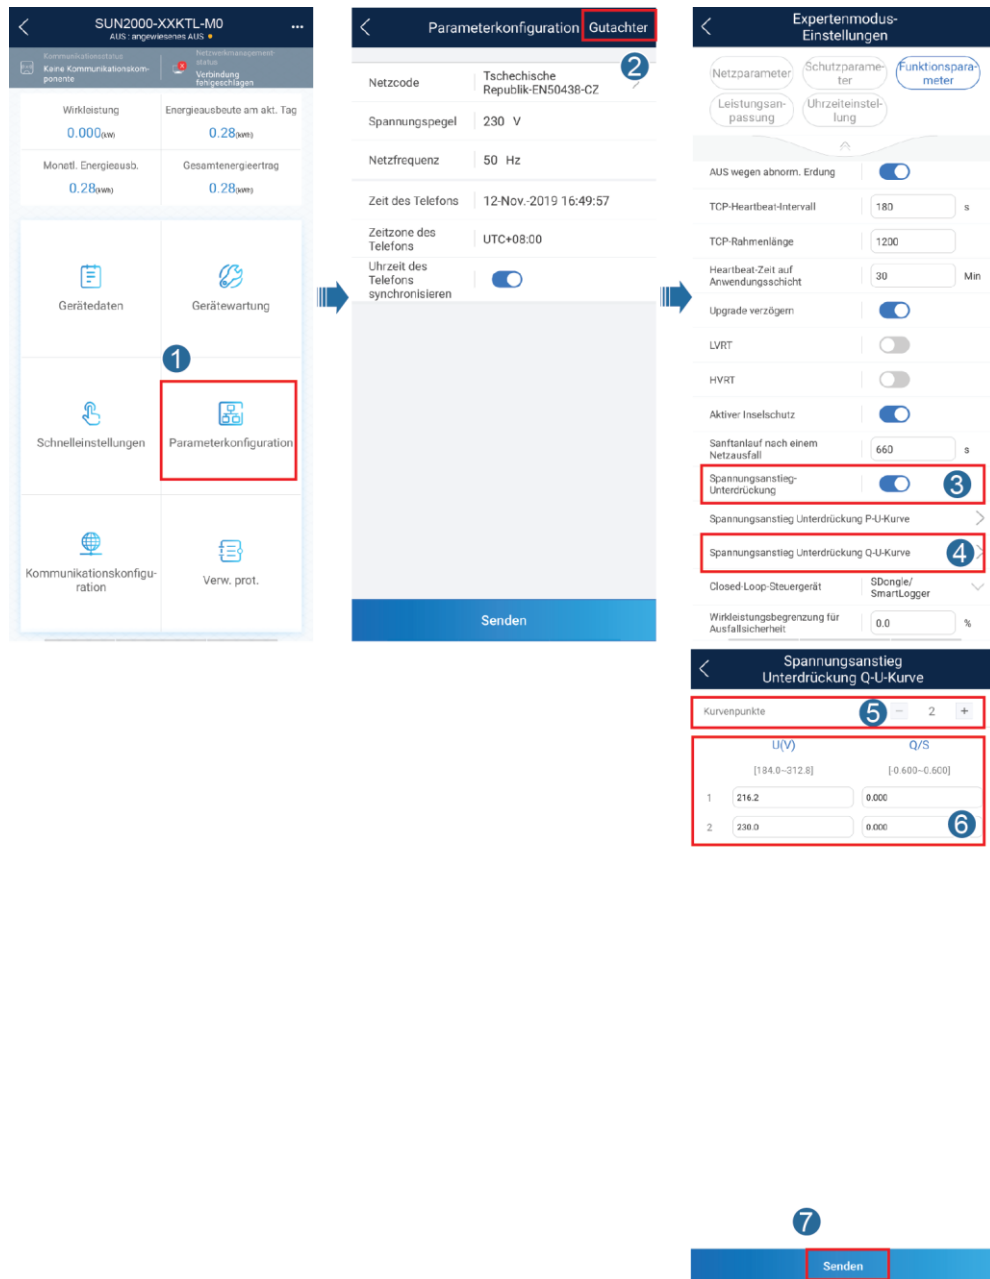 SUN2000-XXKTL-M0
AUS : angewiesenes AUS
Kommunikationsstatus
Keine Kommunikationskom-
ponente
Netzwerkmanagement-
status
Verbindung
fehlgeschlagen
Wirkleistung
0.000(kW)
Energieausbeute am akt. Tag
0.28(kWh)
Monatl. Energieausb.
0.28(kWh)
Gesamtenergieertrag
0.28(kWh)
Gerätedaten
Gerätewartung
1
Schnelleinstellungen
Parameterkonfiguration
Kommunikationskonfigu-
ration
Verw. prot.
Parameterkonfiguration Gutachter
2
Netzcode
Tschechische
Republik-EN50438-CZ
Spannungspegel 230 V
Netzfrequenz 50 Hz
Zeit des Telefons 12-Nov.-2019 16:49:57
Zeitzone des
Telefons
UTC+08:00
Uhrzeit des
Telefons
synchronisieren
Senden
Expertenmodus-
Einstellungen
Netzparameter
Schutzparame-
ter
Funktionspara-
meter
Leistungsan-
passung
Uhrzeiteinstel-
lung
AUS wegen abnorm. Erdung
TCP-Heartbeat-Intervall 180 s
TCP-Rahmenlänge 1200
Heartbeat-Zeit auf
Anwendungsschicht
30 Min
Upgrade verzögern
LVRT
HVRT
Aktiver Inselschutz
Sanftanlauf nach einem
Netzausfall
660 s
Spannungsanstieg-
Unterdrückung
3
Spannungsanstieg Unterdrückung P-U-Kurve
Spannungsanstieg Unterdrückung Q-U-Kurve 4
Closed-Loop-Steuergerät
SDongle/
SmartLogger
Wirkleistungsbegrenzung für
Ausfallsicherheit
0.0 %
Spannungsanstieg
Unterdrückung Q-U-Kurve
Kurvenpunkte 5 − 2 +
U(V) Q/S
[184.0~312.8] [-0.600~0.600]
1 216.2 0.000
2 230.0 0.000 6
7
Senden